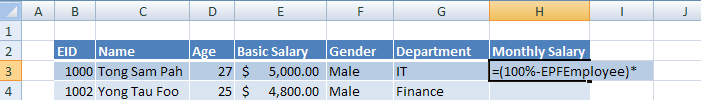 A B C D E F G H I J
1
2 EID Name Age Basic Salary Gender Department Monthly Salary
3 1000 Tong Sam Pah 27 $ 5,000.00 Male IT =(100%-EPFEmployee)*
4 1002 Yong Tau Foo 25 $ 4,800.00 Male Finance